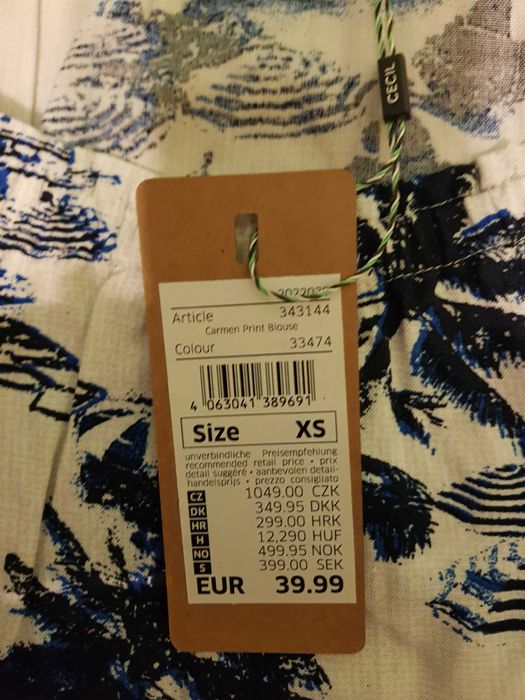 CECIL
Article 343144
Carmen Print Blouse
Colour 33474
4 063041 389691
Size XS
unverbindliche Preisempfehlung
recommended retail price • prix
detail suggéré • aanbevolen detail-
handelsprijs • prezzo consigliato
CZ 1049.00 CZK
DK 349.95 DKK
HR 299.00 HRK
H 12,290 HUF
NO 499.95 NOK
S 399.00 SEK
EUR 39.99